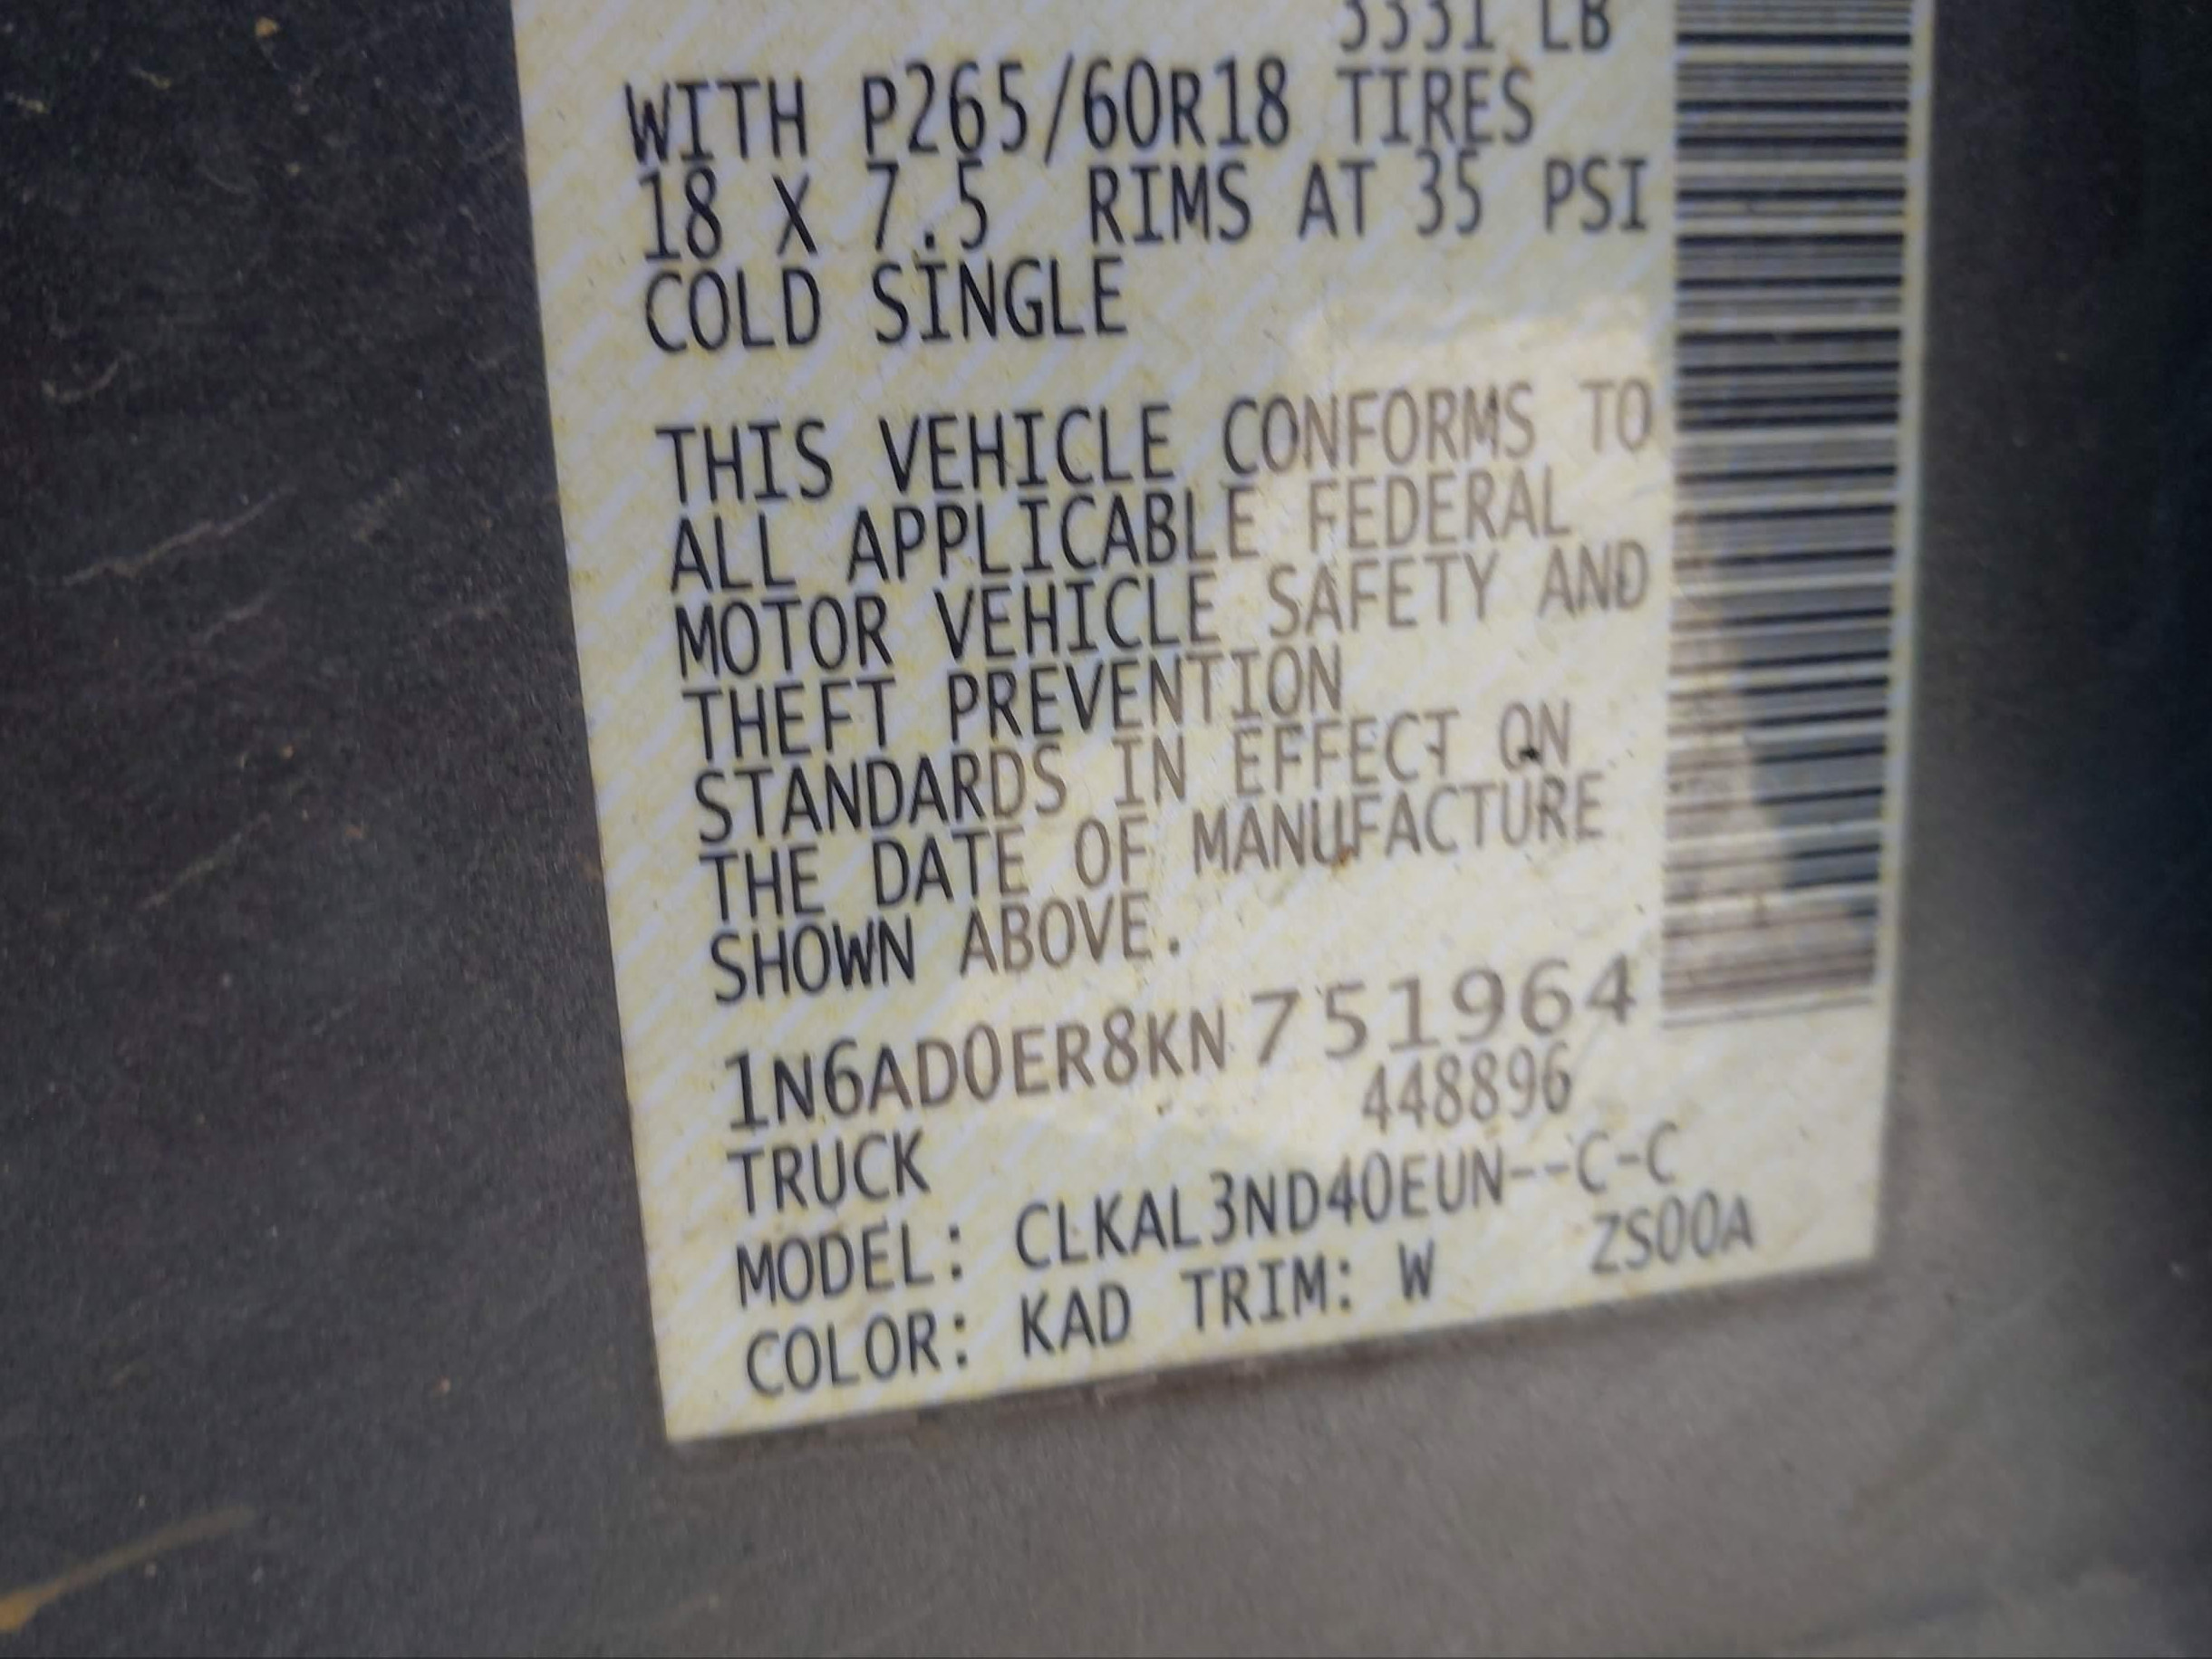 3331 LB
WITH P265/60R18 TIRES
18 X 7.5 RIMS AT 35 PSI
COLD SINGLE
THIS VEHICLE CONFORMS TO
ALL APPLICABLE FEDERAL
MOTOR VEHICLE SAFETY AND
THEFT PREVENTION
STANDARDS IN EFFECT ON
THE DATE OF MANUFACTURE
SHOWN ABOVE.
1N6AD0ER8KN751964
448896
TRUCK
MODEL: CLKAL3ND40EUN--C-C
ZS00A
COLOR: KAD TRIM: W